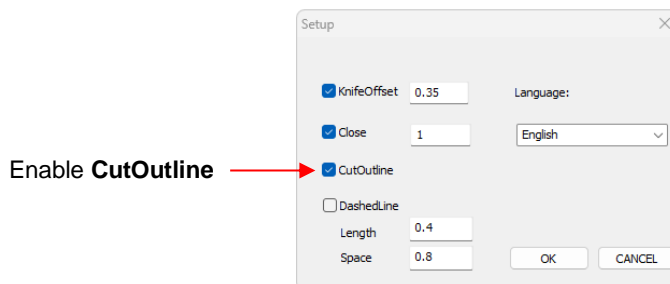 Setup
KnifeOffset 0.35 Language:
Close 1 English
Enable CutOutline CutOutline
DashedLine
Length 0.4
Space 0.8 OK CANCEL